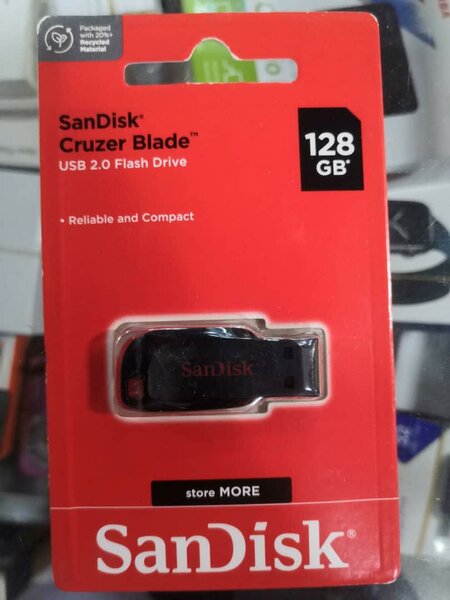 Packaged
with 20%+
Recycled
Material
SanDisk®
Cruzer Blade™
USB 2.0 Flash Drive
128
GB*
• Reliable and Compact
SanDisk
store MORE
SanDisk®